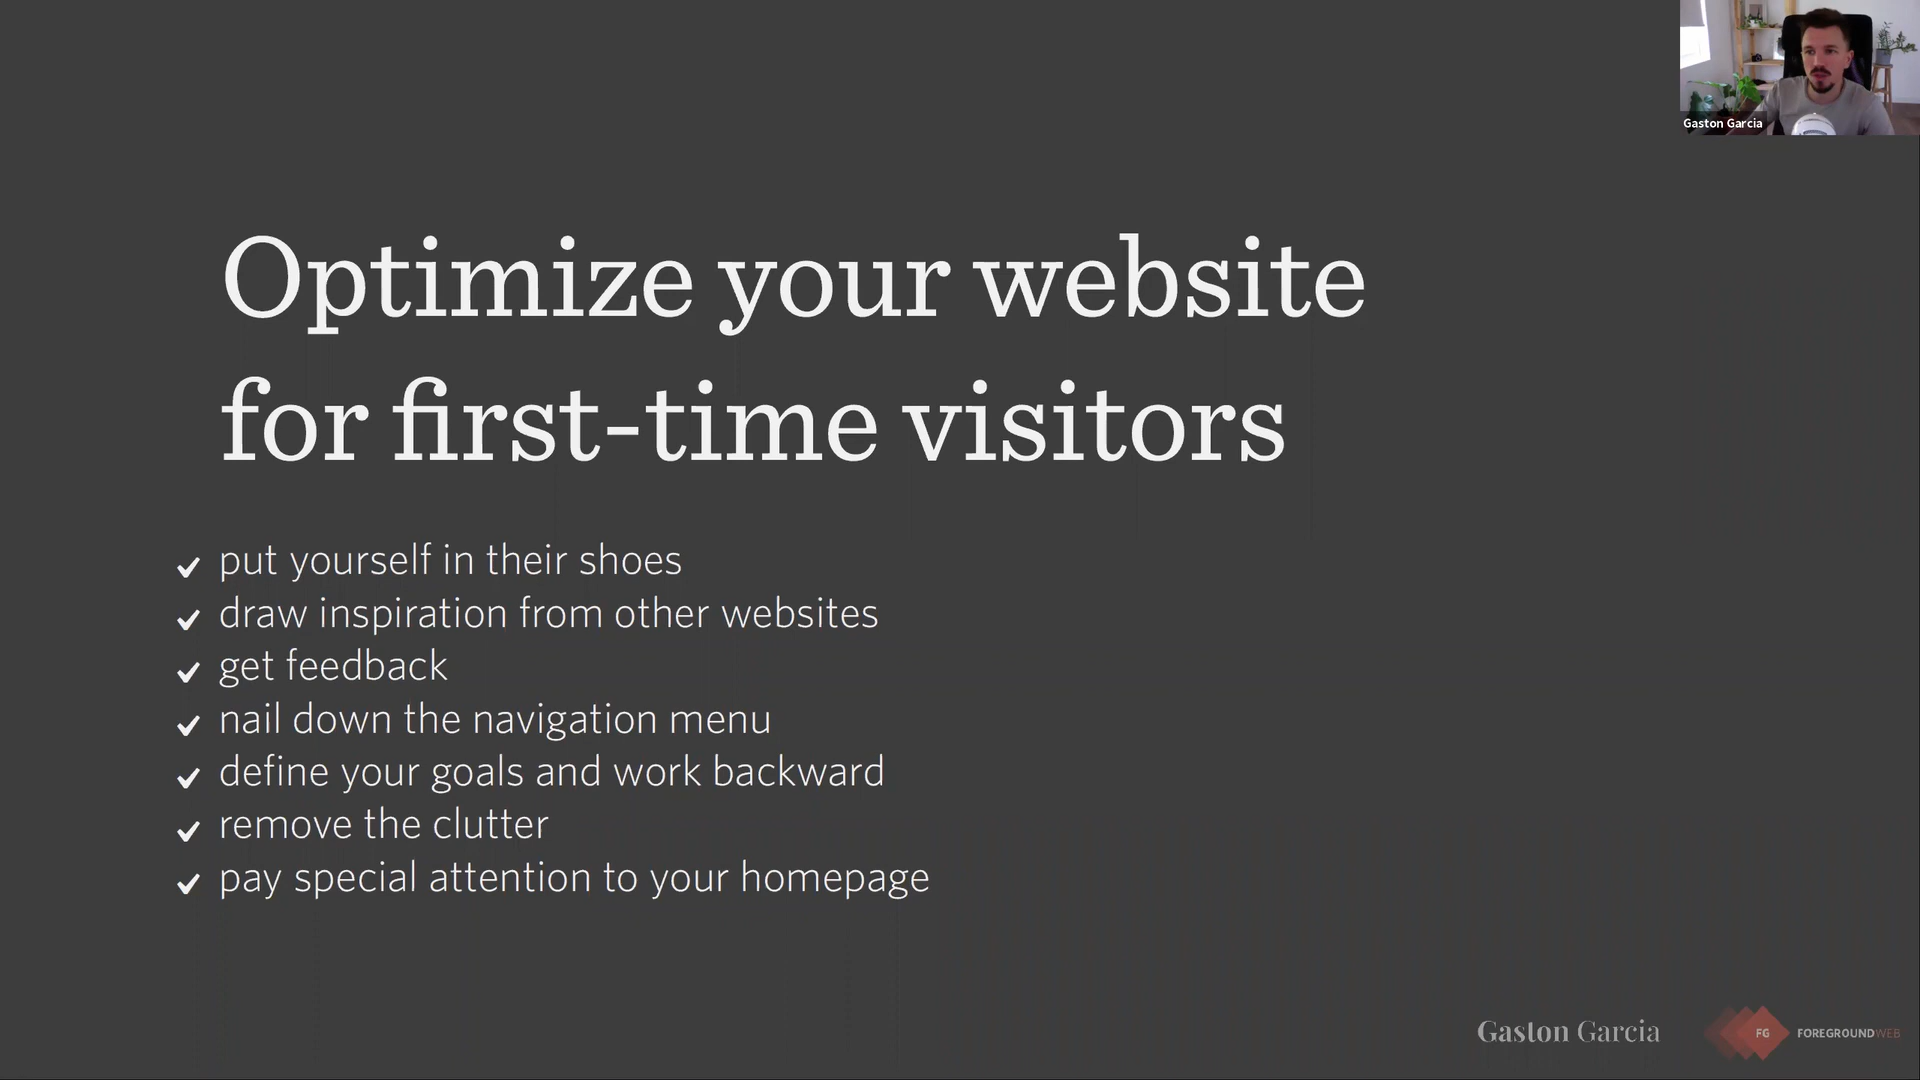 Gaston Garcia
Optimize your website
for first-time visitors
put yourself in their shoes
draw inspiration from other websites
get feedback
nail down the navigation menu
define your goals and work backward
remove the clutter
pay special attention to your homepage
Gaston Garcia
FG
FOREGROUNDWEB